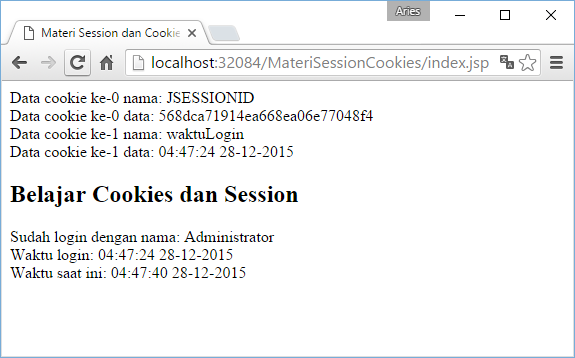 Aries
Materi Session dan Cookie
localhost:32084/MateriSessionCookies/index.jsp
Data cookie ke-0 nama: JSESSIONID
Data cookie ke-0 data: 568dca71914ea668ea06e77048f4
Data cookie ke-1 nama: waktuLogin
Data cookie ke-1 data: 04:47:24 28-12-2015
Belajar Cookies dan Session
Sudah login dengan nama: Administrator
Waktu login: 04:47:24 28-12-2015
Waktu saat ini: 04:47:40 28-12-2015